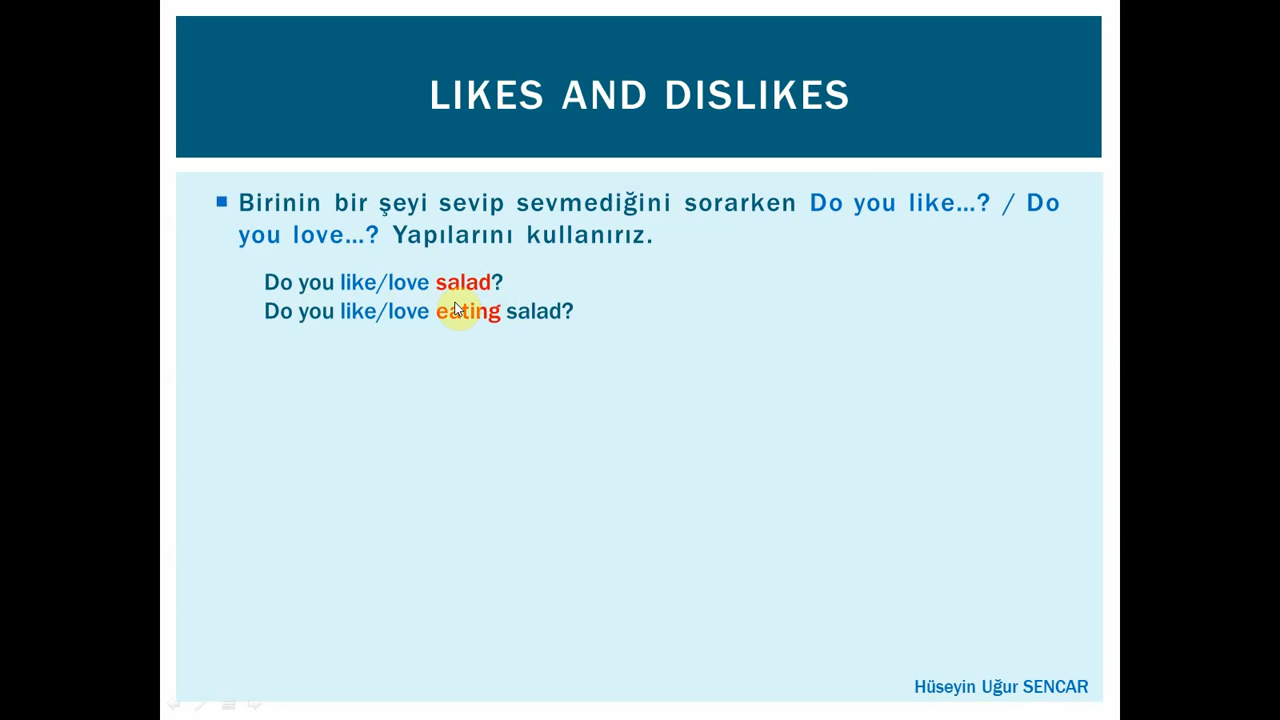 LIKES AND DISLIKES
Birinin bir şeyi sevip sevmediğini sorarken Do you like...? / Do
you love...? Yapılarını kullanırız.
Do you like/love salad?
Do you like/love eating salad?
Hüseyin Uğur SENCAR